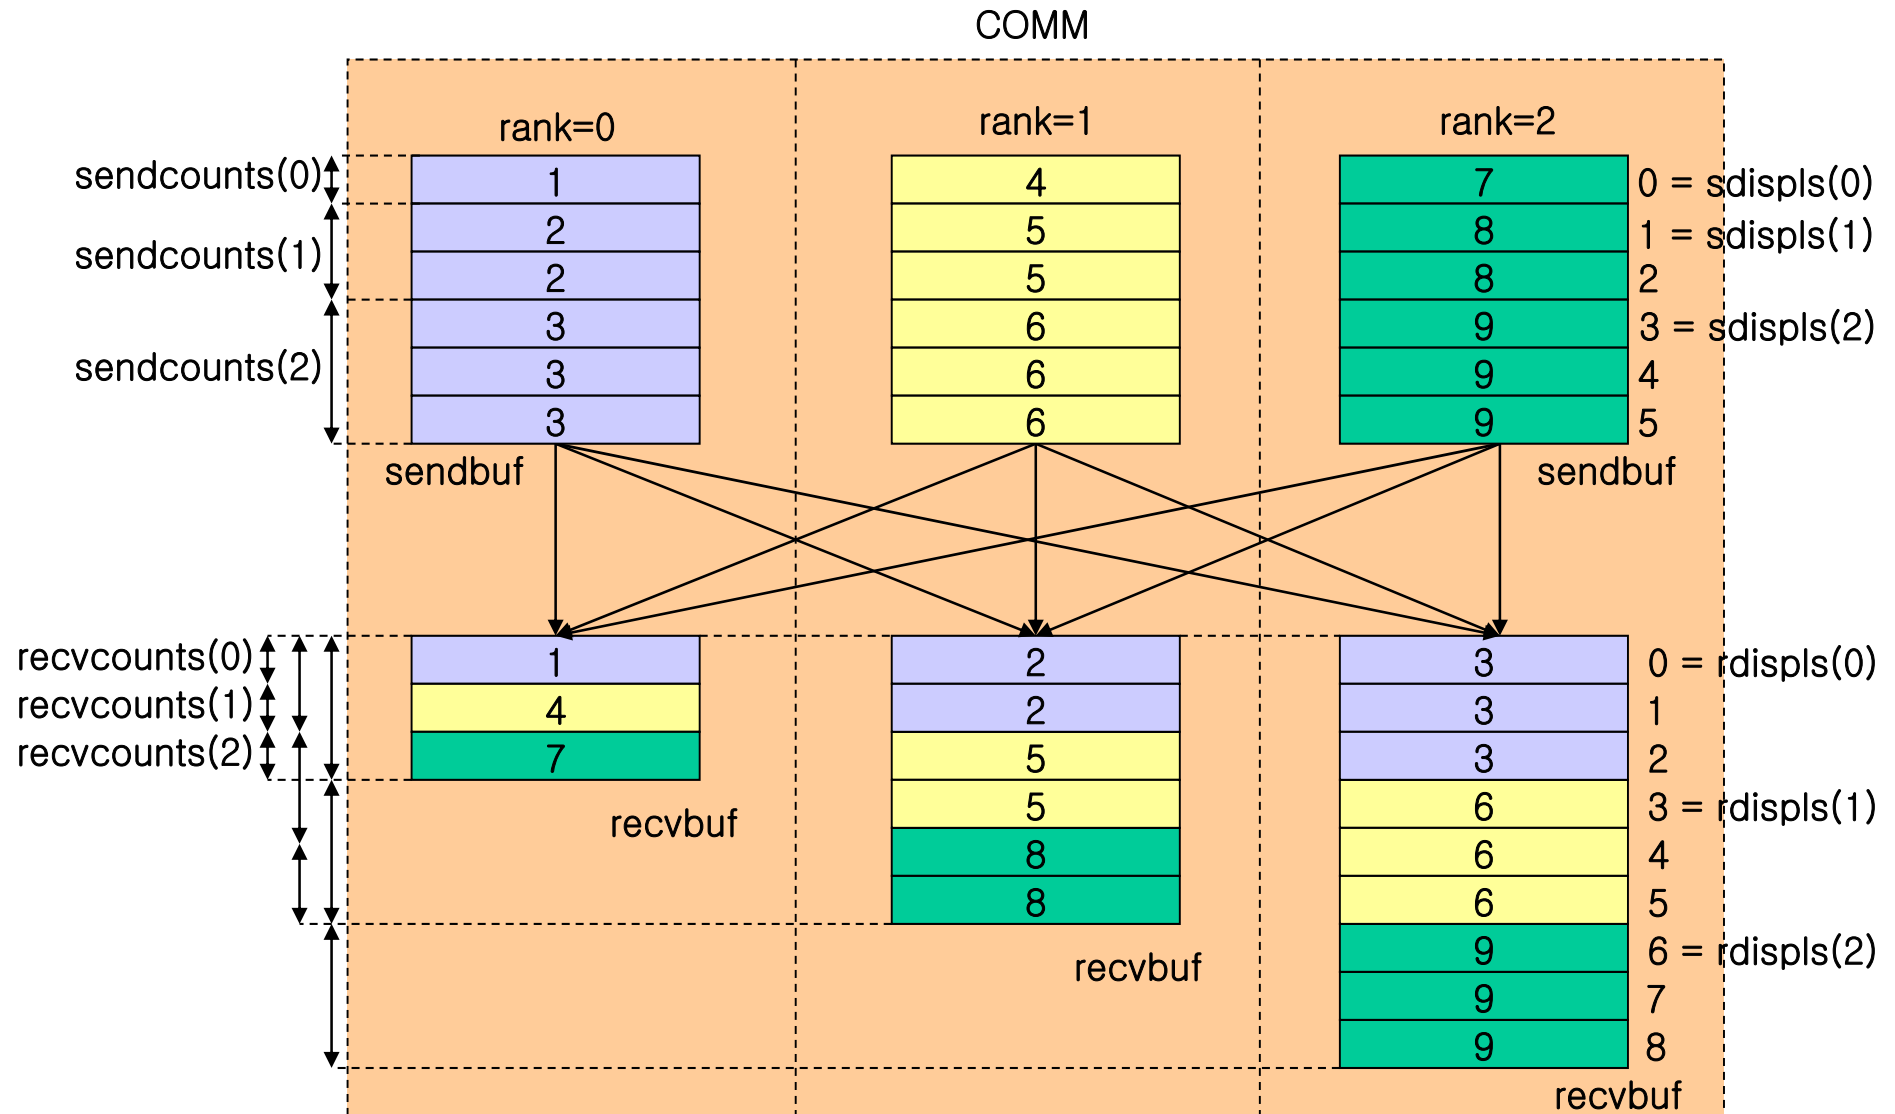 COMM
rank=0 rank=1 rank=2
sendcounts(0) 1 4 7 0 = sdispls(0)
2 5 8 1 = sdispls(1)
sendcounts(1)
2 5 8 2
3 6 9 3 = sdispls(2)
sendcounts(2) 3 6 9 4
3 6 9 5
sendbuf sendbuf
recvcounts(0) 1 2 3 0 = rdispls(0)
recvcounts(1) 4 2 3 1
recvcounts(2) 7 5 3 2
5 6 3 = rdispls(1)
recvbuf
8 6 4
8 6 5
9 6 = rdispls(2)
recvbuf
9 7
9 8
recvbuf